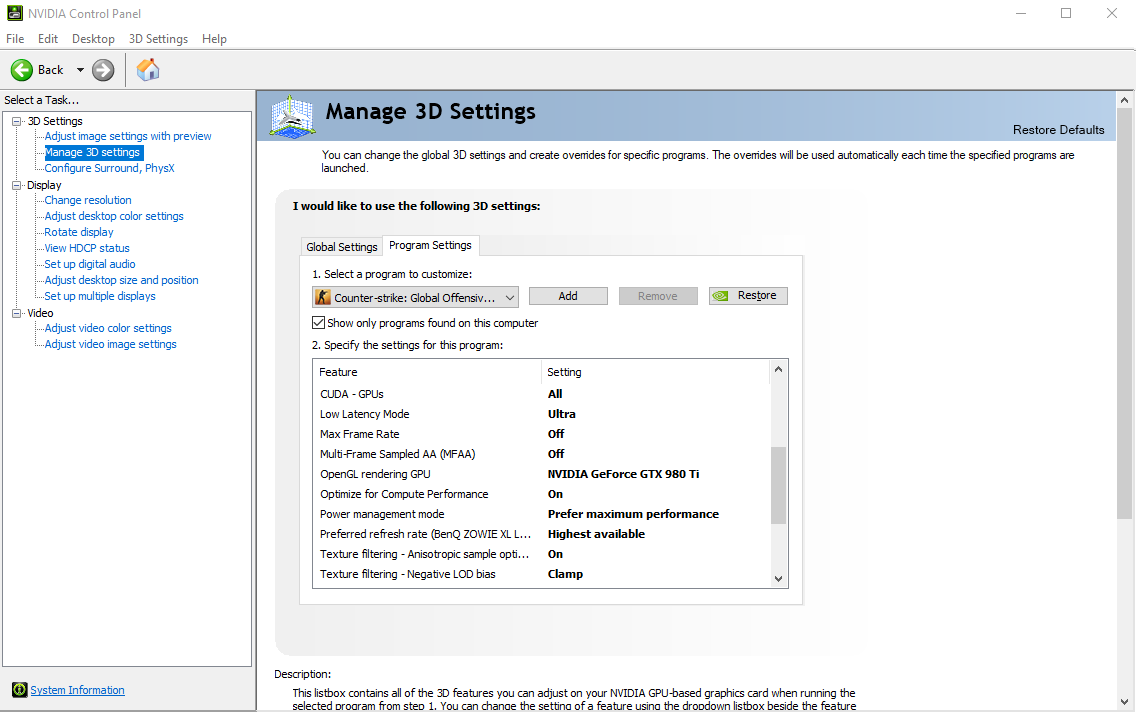 NVIDIA Control Panel
File Edit Desktop 3D Settings Help
Back
Select a Task...
3D Settings
Adjust image settings with preview
Manage 3D settings
Configure Surround, PhysX
Display
Change resolution
Adjust desktop color settings
Rotate display
View HDCP status
Set up digital audio
Adjust desktop size and position
Set up multiple displays
Video
Adjust video color settings
Adjust video image settings
System Information
Manage 3D Settings
Restore Defaults
You can change the global 3D settings and create overrides for specific programs. The overrides will be used automatically each time the specified programs are
launched.
I would like to use the following 3D settings:
Global Settings Program Settings
1. Select a program to customize:
Counter-strike: Global Offensiv... Add Remove Restore
Show only programs found on this computer
2. Specify the settings for this program:
Feature Setting
CUDA - GPUs All
Low Latency Mode Ultra
Max Frame Rate Off
Multi-Frame Sampled AA (MFAA) Off
OpenGL rendering GPU NVIDIA GeForce GTX 980 Ti
Optimize for Compute Performance On
Power management mode Prefer maximum performance
Preferred refresh rate (BenQ ZOWIE XL L... Highest available
Texture filtering - Anisotropic sample opti... On
Texture filtering - Negative LOD bias Clamp
Description:
This listbox contains all of the 3D features you can adjust on your NVIDIA GPU-based graphics card when running the
selected program from step 1. You can change the setting of a feature using the dropdown listbox beside the feature